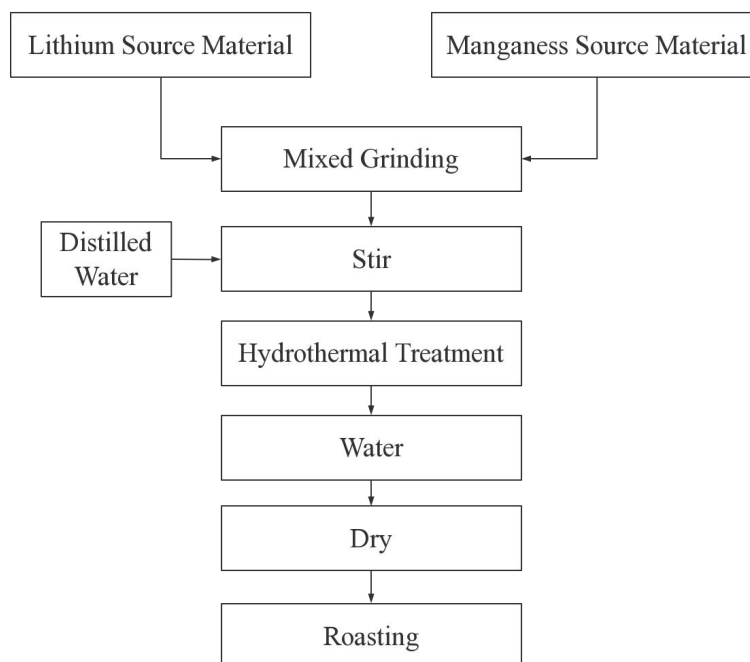 Lithium Source Material
Manganess Source Material
Mixed Grinding
Distilled
Water
Stir
Hydrothermal Treatment
Water
Dry
Roasting